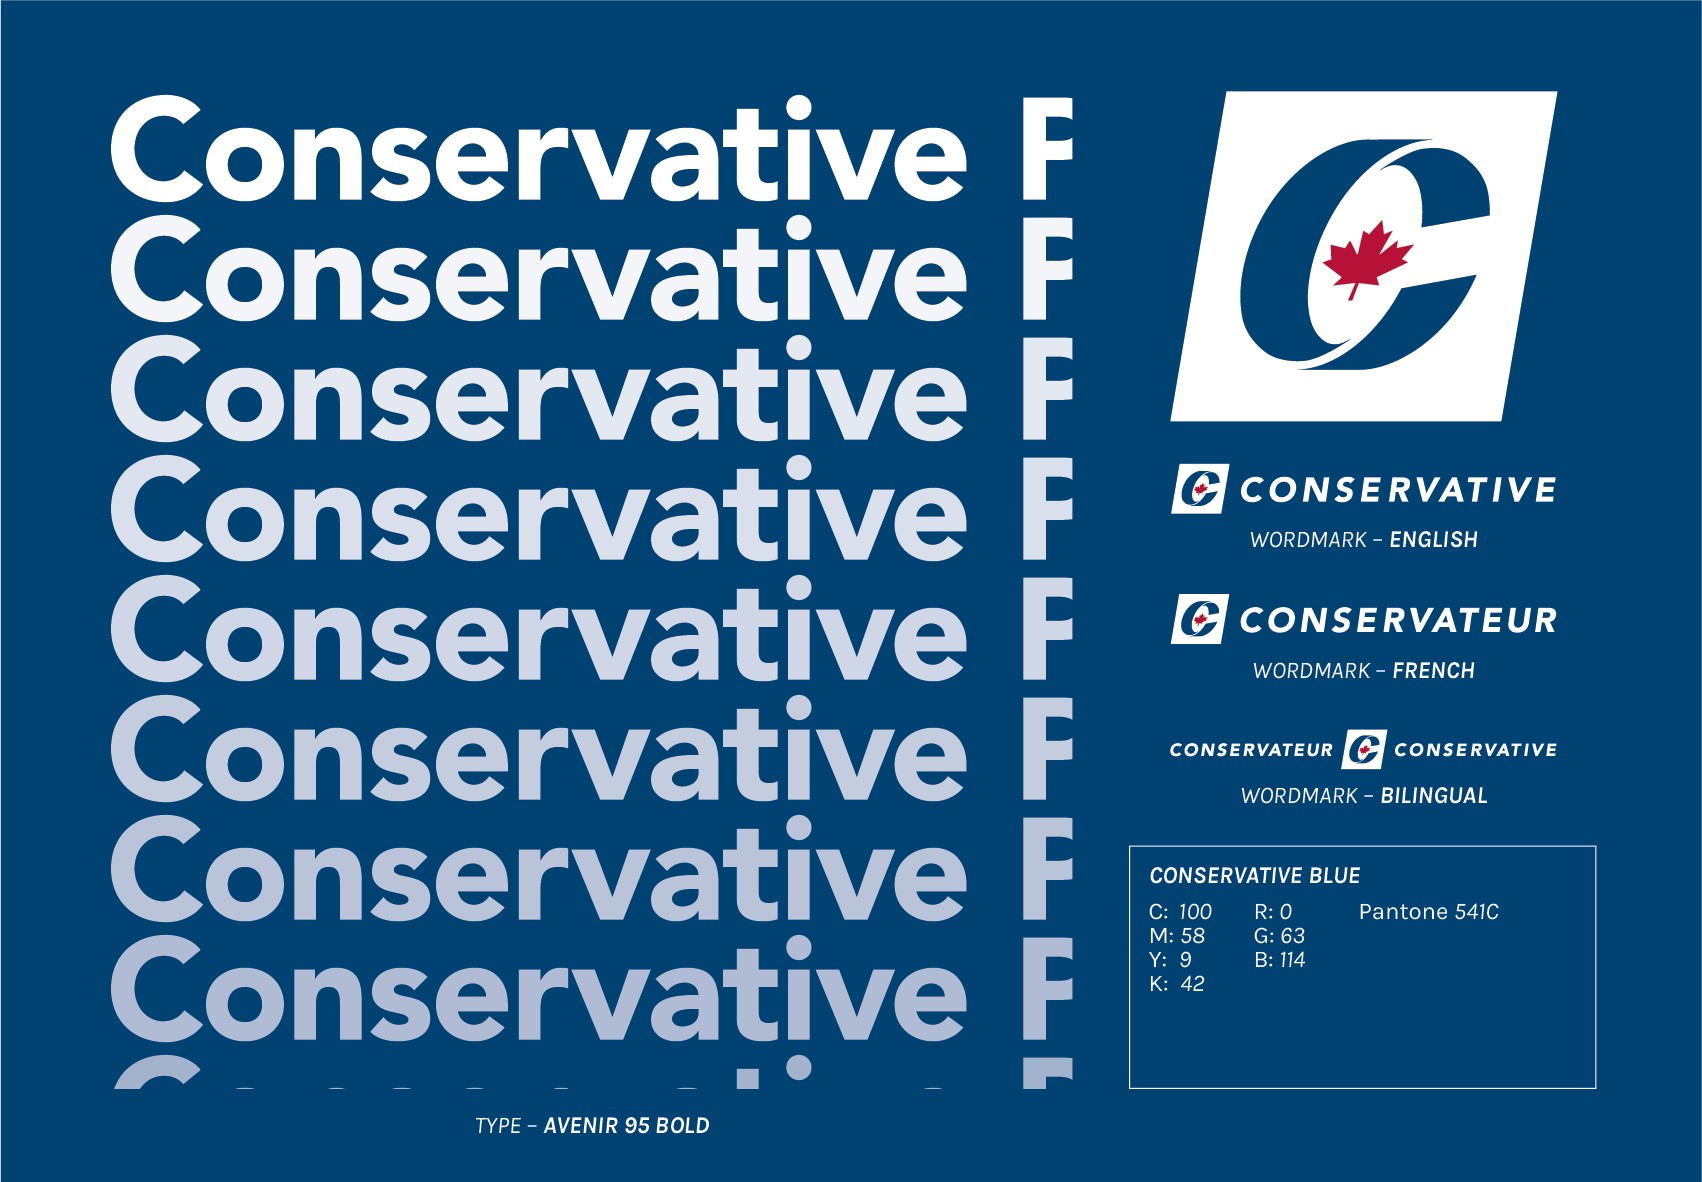 Conservative P
Conservative P
Conservative P
Conservative P
Conservative P
Conservative P
Conservative P
Conservative P
TYPE – AVENIR 95 BOLD
C
C CONSERVATIVE
WORDMARK – ENGLISH
C CONSERVATEUR
WORDMARK – FRENCH
CONSERVATEUR C CONSERVATIVE
WORDMARK – BILINGUAL
CONSERVATIVE BLUE
C: 100 R: 0 Pantone 541C
M: 58 G: 63
Y: 9 B: 114
K: 42